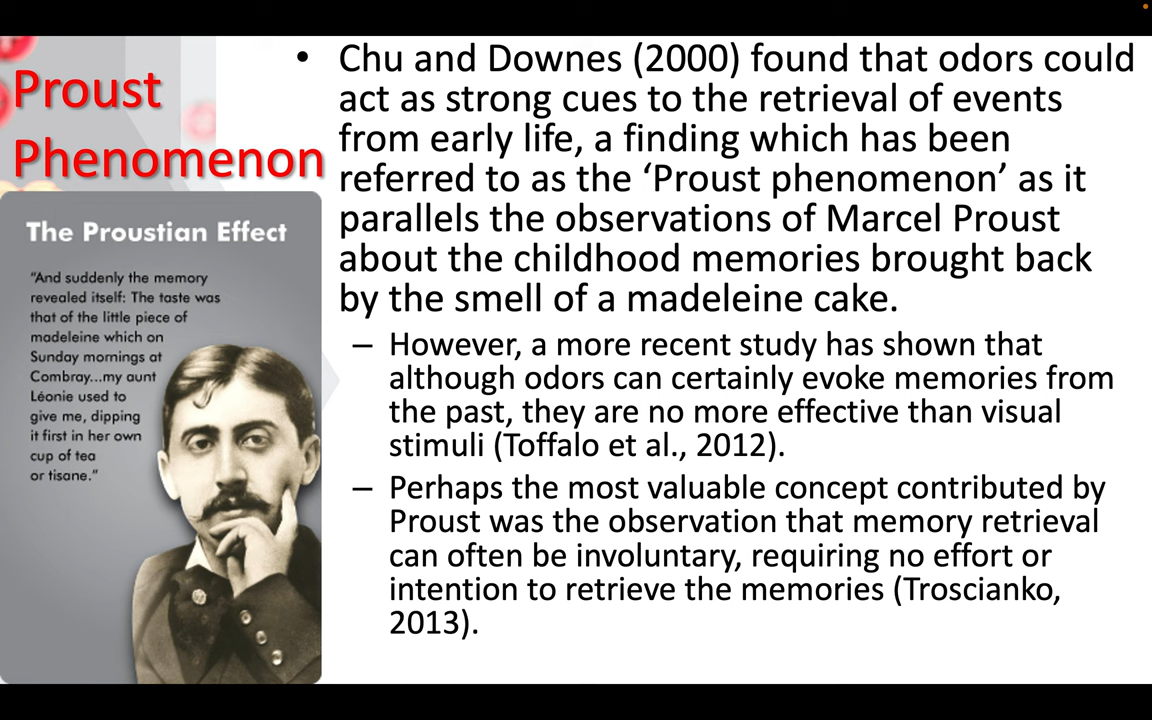 Proust
Phenomenon
The Proustian Effect
"And suddenly the memory
revealed itself: The taste was
that of the little piece of
madeleine which on
Sunday mornings at
Combray...my aunt
Léonie used to
give me, dipping
it first in her own
cup of tea
or tisane."
• Chu and Downes (2000) found that odors could
act as strong cues to the retrieval of events
from early life, a finding which has been
referred to as the ‘Proust phenomenon’ as it
parallels the observations of Marcel Proust
about the childhood memories brought back
by the smell of a madeleine cake.
– However, a more recent study has shown that
although odors can certainly evoke memories from
the past, they are no more effective than visual
stimuli (Toffalo et al., 2012).
– Perhaps the most valuable concept contributed by
Proust was the observation that memory retrieval
can often be involuntary, requiring no effort or
intention to retrieve the memories (Troscianko,
2013).